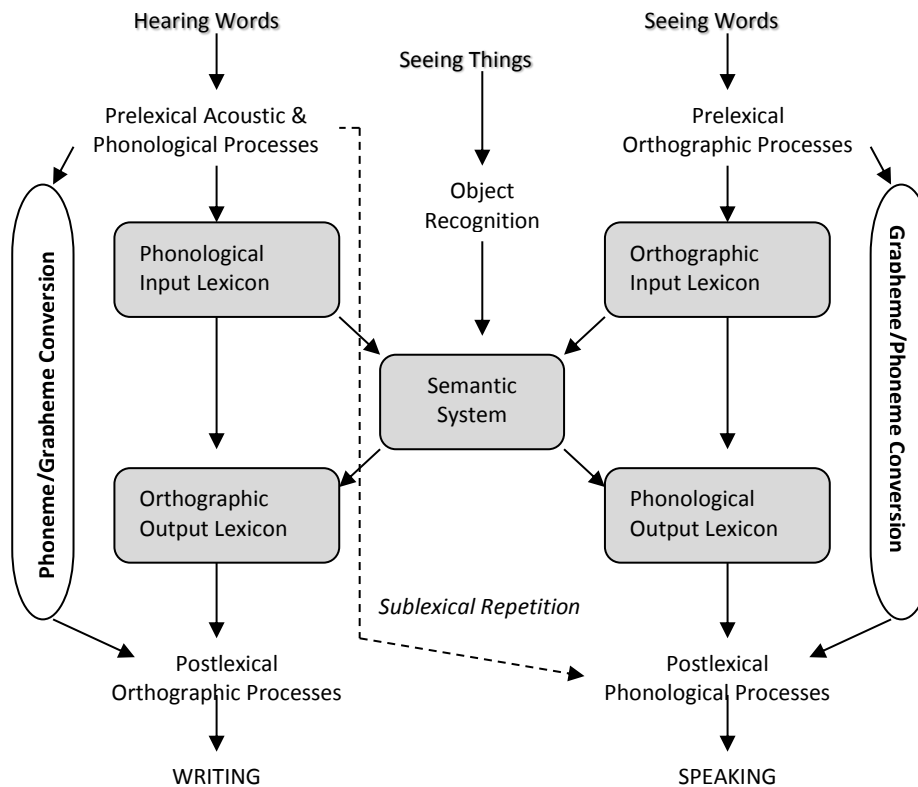 Hearing Words
Seeing Words
Seeing Things
Prelexical Acoustic &
Phonological Processes
Prelexical
Orthographic Processes
Object
Recognition
Phoneme/Grapheme Conversion
Phonological
Input Lexicon
Orthographic
Input Lexicon
Grapheme/Phoneme Conversion
Semantic
System
Orthographic
Output Lexicon
Phonological
Output Lexicon
Sublexical Repetition
Postlexical
Orthographic Processes
Postlexical
Phonological Processes
WRITING
SPEAKING